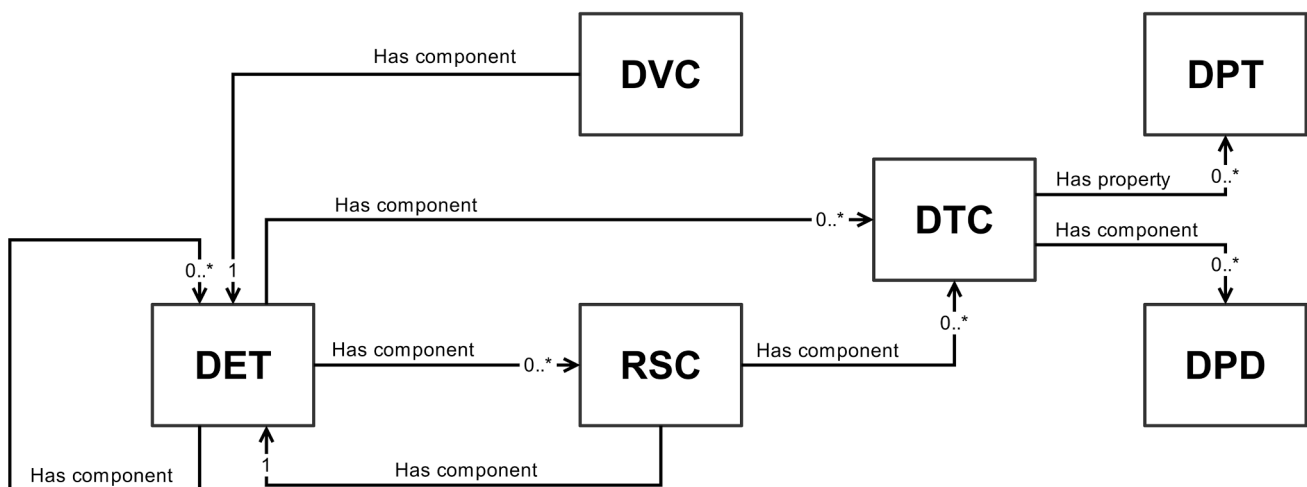 Has component
DVC
DPT
Has property
0..*
Has component
0..*
DTC
Has component
0..*
0..*
1
0..*
DET
Has component
0..*
RSC
Has component
DPD
1
Has component
Has component